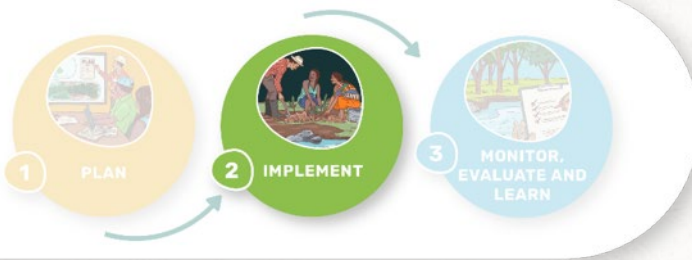 1
PLAN
2
IMPLEMENT
3
MONITOR,
EVALUATE AND
LEARN